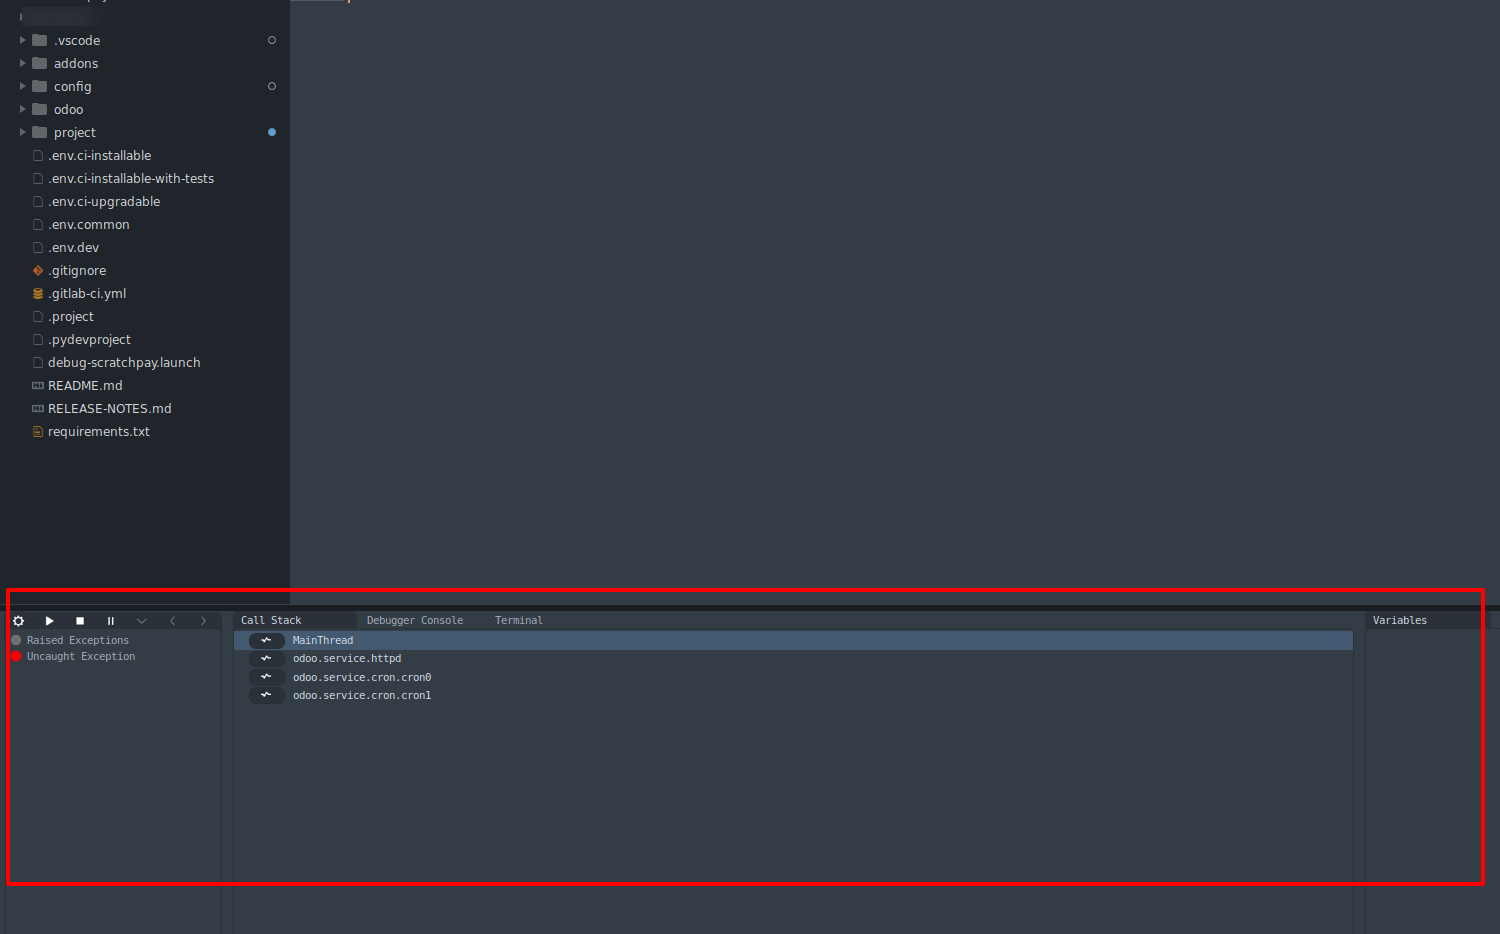 .vscode
addons
config
odoo
project
.env.ci-installable
.env.ci-installable-with-tests
.env.ci-upgradable
.env.common
.env.dev
.gitignore
.gitlab-ci.yml
.project
.pydevproject
debug-scratchpay.launch
README.md
RELEASE-NOTES.md
requirements.txt
Raised Exceptions
Uncaught Exception
Call Stack Debugger Console Terminal
MainThread
odoo.service.httpd
odoo.service.cron.cron0
odoo.service.cron.cron1
Variables